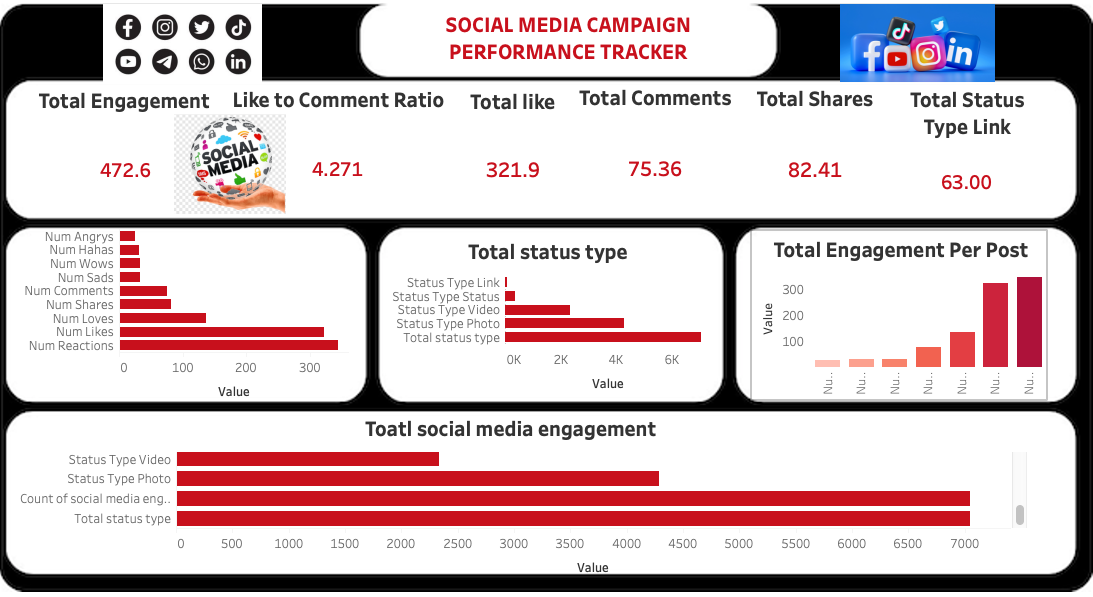 SOCIAL MEDIA CAMPAIGN
PERFORMANCE TRACKER
Total Engagement
Like to Comment Ratio
Total like
Total Comments
Total Shares
Total Status
Type Link
472.6
SOCIAL
MEDIA
4.271
321.9
75.36
82.41
63.00
Num Angrys
Num Hahas
Num Wows
Num Sads
Num Comments
Num Shares
Num Loves
Num Likes
Num Reactions
0 100 200 300
Value
Total status type
Status Type Link
Status Type Status
Status Type Video
Status Type Photo
Total status type
0K 2K 4K 6K
Value
Total Engagement Per Post
Value
300
200
100
Nu.. Nu.. Nu.. Nu.. Nu.. Nu.. Nu..
Toatl social media engagement
Status Type Video
Status Type Photo
Count of social media eng..
Total status type
0 500 1000 1500 2000 2500 3000 3500 4000 4500 5000 5500 6000 6500 7000
Value